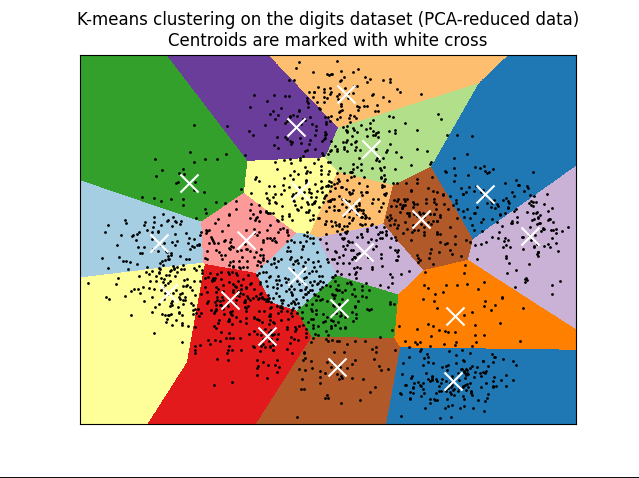 K-means clustering on the digits dataset (PCA-reduced data)
Centroids are marked with white cross